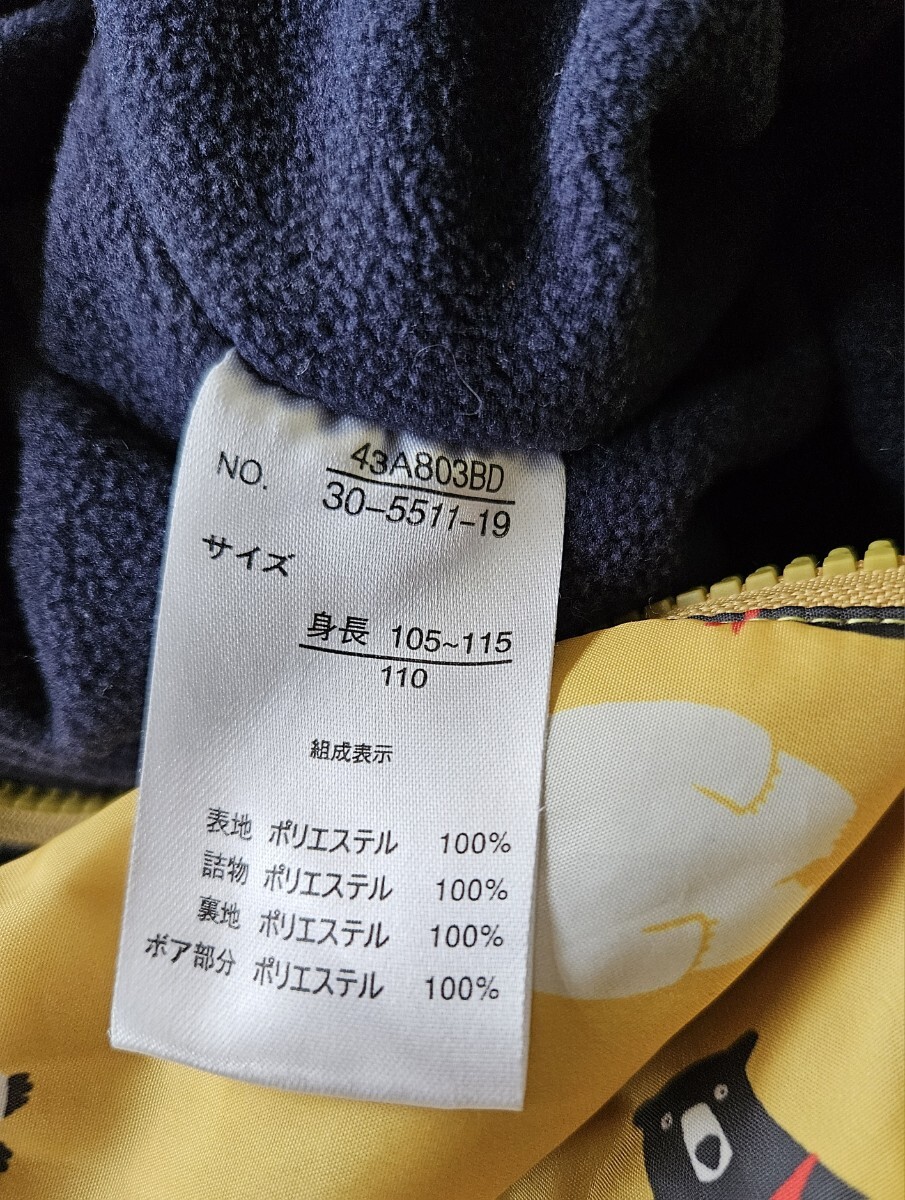 NO. 43A803BD
30-5511-19
サイズ
身長 105~115
110
組成表示
表地 ポリエステル 100%
詰物 ポリエステル 100%
裏地 ポリエステル 100%
ボア部分 ポリエステル 100%